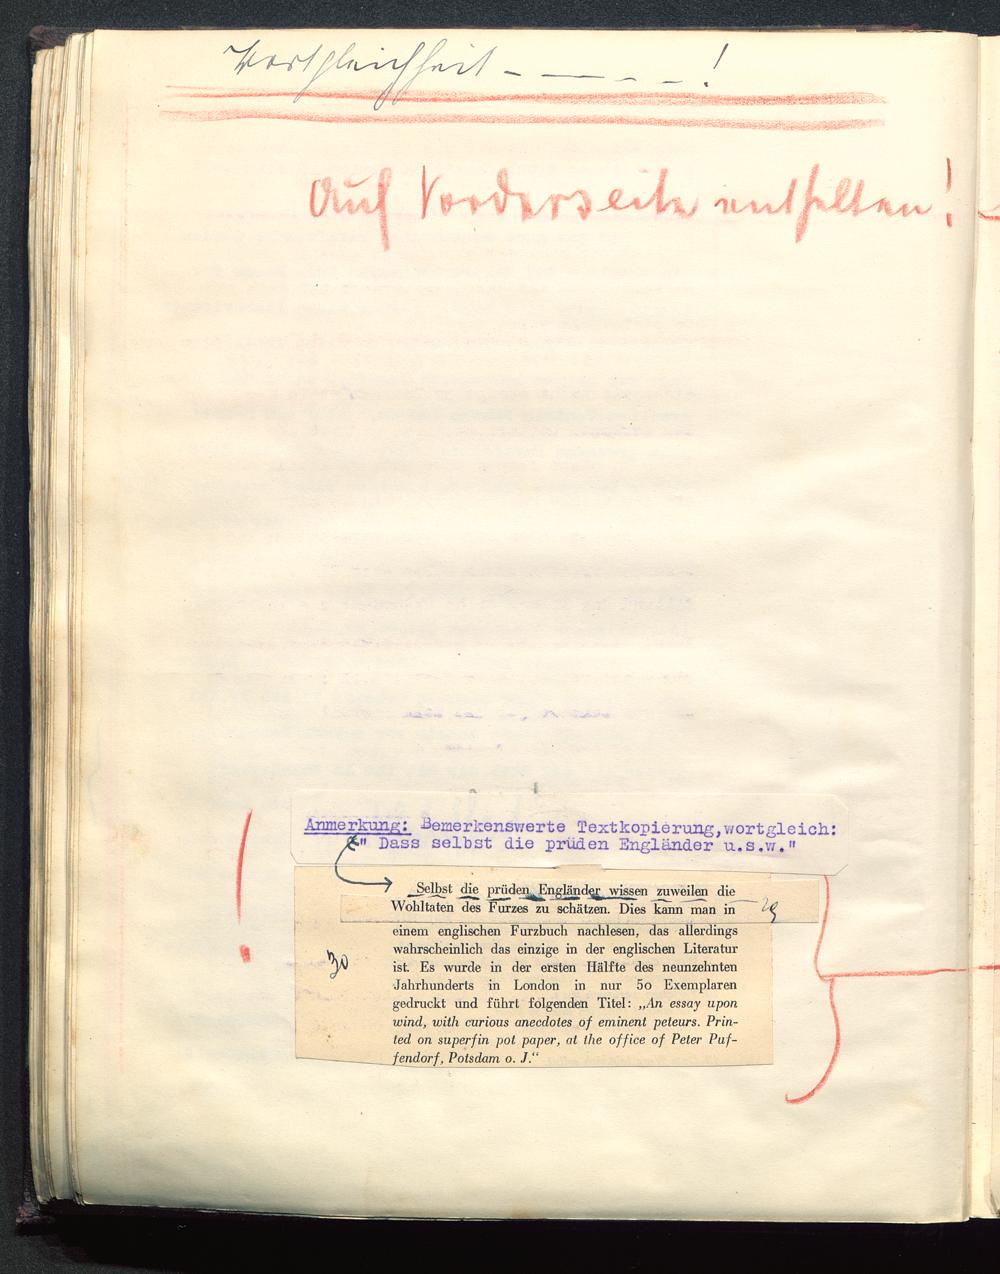 Wortgleichheit - — - - - !
Auf Vorderseite enthalten!
Anmerkung: Bemerkenswerte Textkopierung,wortgleich:
" Dass selbst die prüden Engländer u.s.w."
Selbst die prüden Engländer wissen zuweilen die
Wohltaten des Furzes zu schätzen. Dies kann man in
29
einem englischen Furzbuch nachlesen, das allerdings
wahrscheinlich das einzige in der englischen Literatur
30
ist. Es wurde in der ersten Hälfte des neunzehnten
Jahrhunderts in London in nur 50 Exemplaren
gedruckt und führt folgenden Titel: „An essay upon
wind, with curious anecdotes of eminent peteurs. Prin-
ted on superfin pot paper, at the office of Peter Puf-
fendorf, Potsdam o. J.“